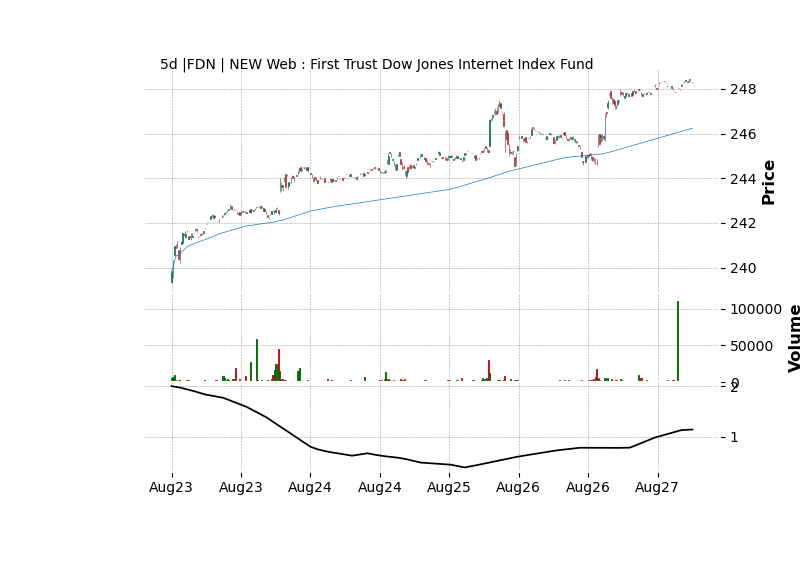 5d |FDN | NEW Web : First Trust Dow Jones Internet Index Fund
248
246
244
242
240
Price
100000
50000
0
Volume
2
1
Aug23 Aug23 Aug24 Aug24 Aug25 Aug26 Aug26 Aug27